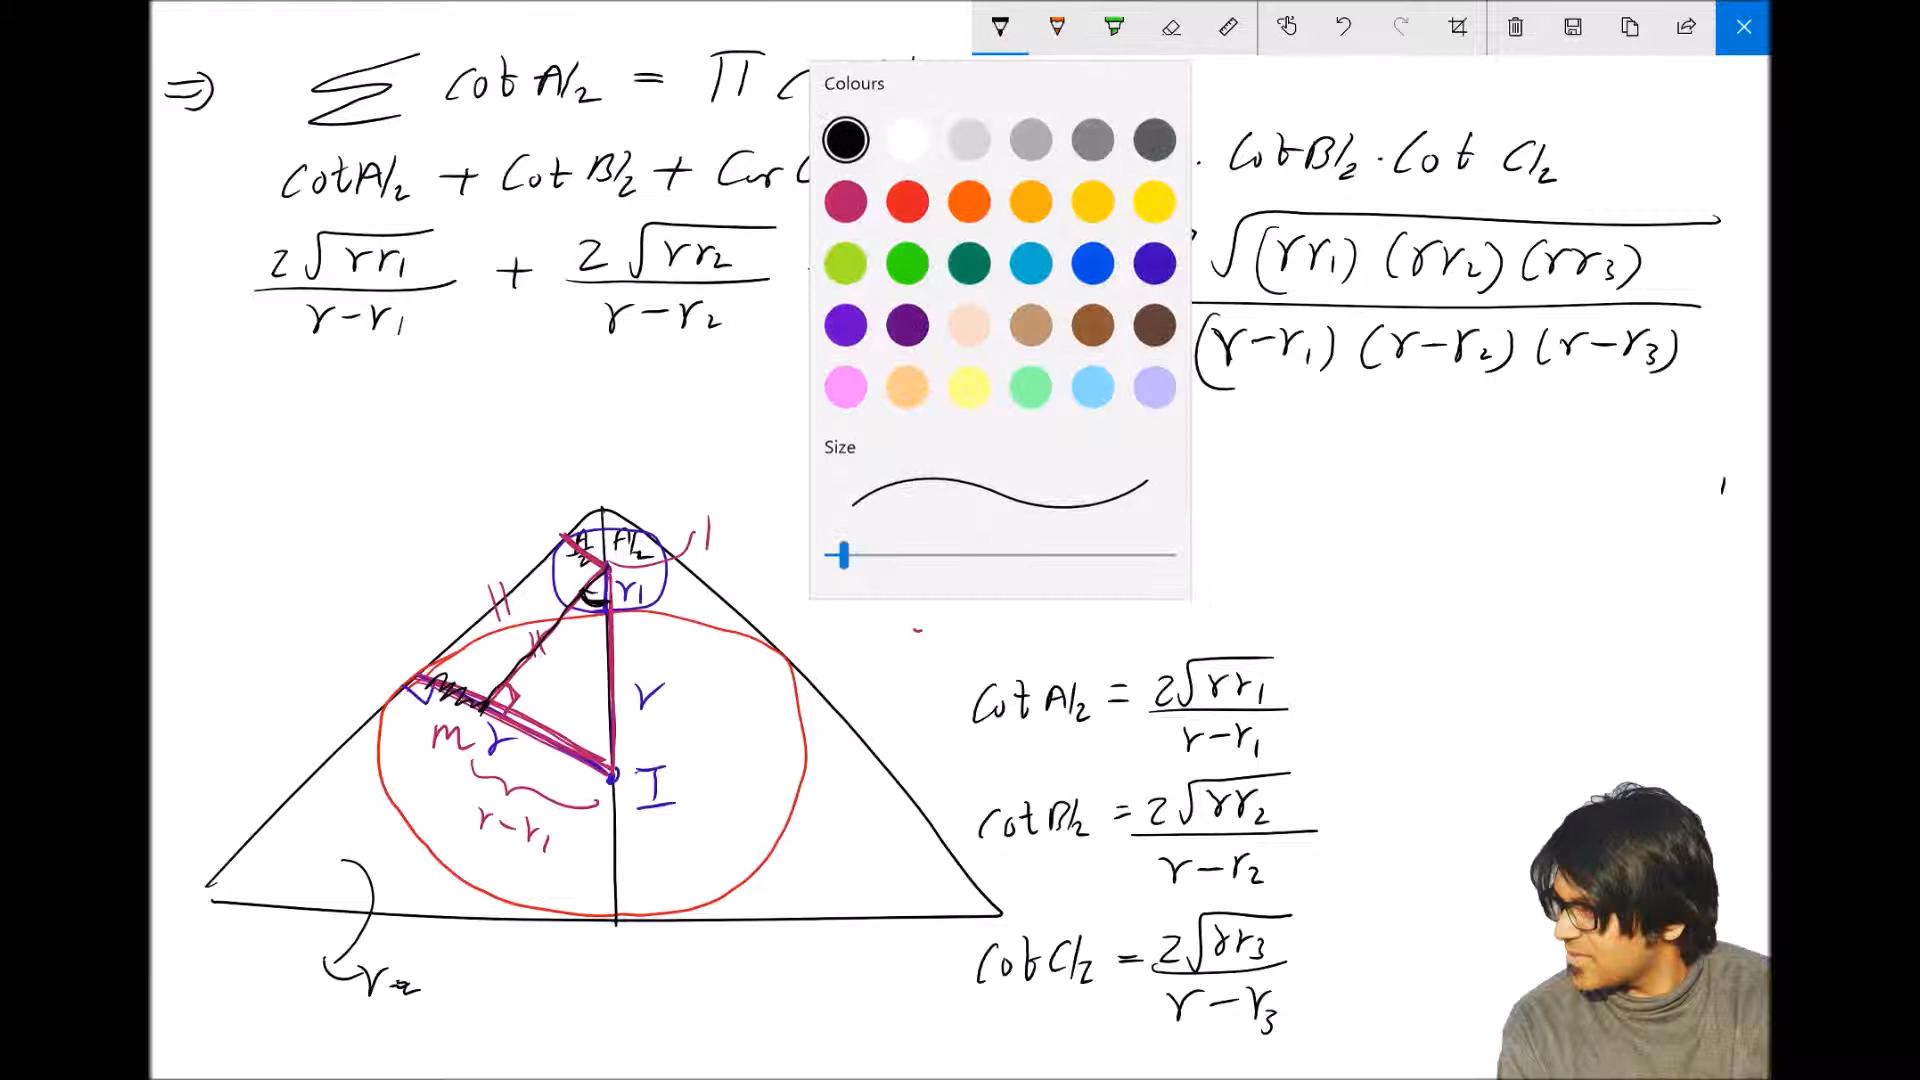 ⇒ ∑ Cot A/2 = Π C
Colours
Cot A/2 + Cot B/2 + Cot C
. Cot B/2 . Cot C/2
2√rr₁ / r-r₁ + 2√rr₂ / r-r₂
√(rr₁) (rr₂) (rr₃) / (r-r₁) (r-r₂) (r-r₃)
Size
A/2 A/2 1
r₁
r
m r
I
r-r₁
Cot A/2 = 2√rr₁ / r-r₁
Cot B/2 = 2√rr₂ / r-r₂
Cot C/2 = 2√rr₃ / r-r₃